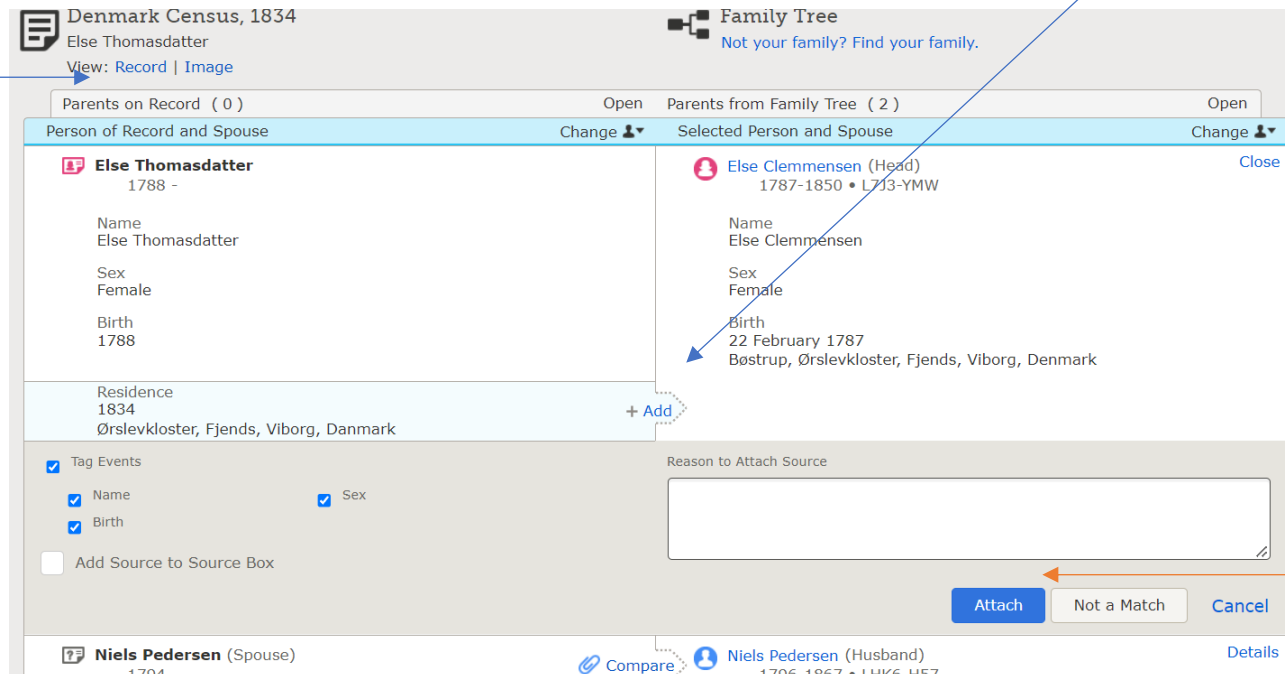 Denmark Census, 1834
Else Thomasdatter
View: Record | Image
Family Tree
Not your family? Find your family.
Parents on Record ( 0 ) Open
Parents from Family Tree ( 2 ) Open
Person of Record and Spouse Change
Selected Person and Spouse Change
Else Thomasdatter
1788 -
Name
Else Thomasdatter
Sex
Female
Birth
1788
Else Clemmensen (Head) Close
1787-1850 • L7J3-YMW
Name
Else Clemmensen
Sex
Female
Birth
22 February 1787
Bøstrup, Ørslevkloster, Fjends, Viborg, Denmark
Residence
1834
Ørslevkloster, Fjends, Viborg, Danmark
+ Add
Tag Events
Name Sex
Birth
Add Source to Source Box
Reason to Attach Source
Attach Not a Match Cancel
Niels Pedersen (Spouse)
1794
Compare
Niels Pedersen (Husband) Details
1796-1867 • LHK6-H57